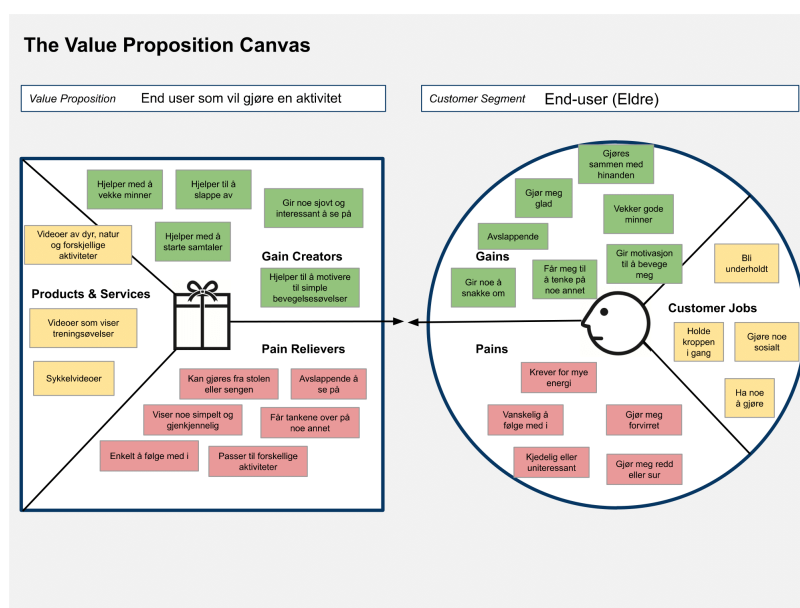 The Value Proposition Canvas
Value Proposition
End user som vil gjøre en aktivitet
Customer Segment
End-user (Eldre)
Hjelper med å
vekke minner
Hjelper til å
slappe av
Gir noe sjovt og
interessant å se på
Videoer av dyr, natur
og forskjellige
aktiviteter
Hjelper med å
starte samtaler
Gain Creators
Hjelper til å motivere
til simple
bevegelsesøvelser
Products & Services
Videoer som viser
treningsøvelser
Sykkelvideoer
Pain Relievers
Kan gjøres fra stolen
eller sengen
Avslappende å
se på
Viser noe simpelt og
gjenkjennelig
Får tankene over på
noe annet
Enkelt å følge med i
Passer til forskellige
aktiviteter
Gjøres
sammen med
hinanden
Gjør meg
glad
Vekker gode
minner
Avslappende
Gains
Gir noe å
snakke om
Får meg til
å tenke på
noe annet
Gir motivasjon
til å bevege
meg
Bli
underholdt
Customer Jobs
Holde
kroppen
i gang
Gjøre noe
sosialt
Ha noe
å gjøre
Pains
Krever for mye
energi
Vanskelig å
følge med i
Gjør meg
forvirret
Kjedelig eller
uniteressant
Gjør meg redd
eller sur